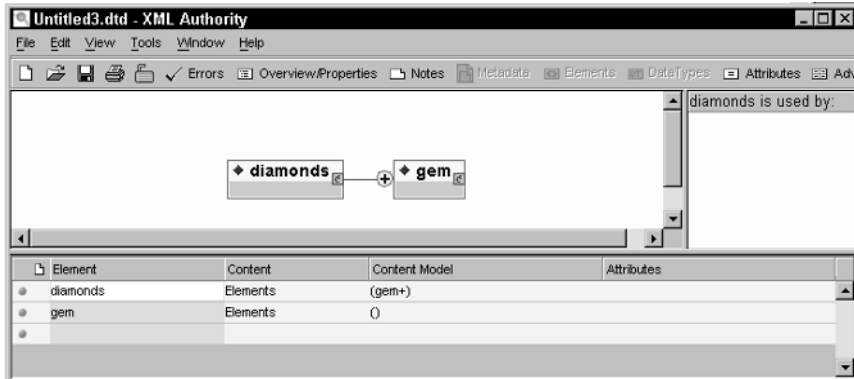 Untitled3.dtd - XML Authority
File Edit View Tools Window Help
Errors Overview/Properties Notes Metadata Elements DataTypes Attributes Adv
diamonds is used by:
diamonds gem
Element Content Content Model Attributes
diamonds Elements (gem+)
gem Elements ()